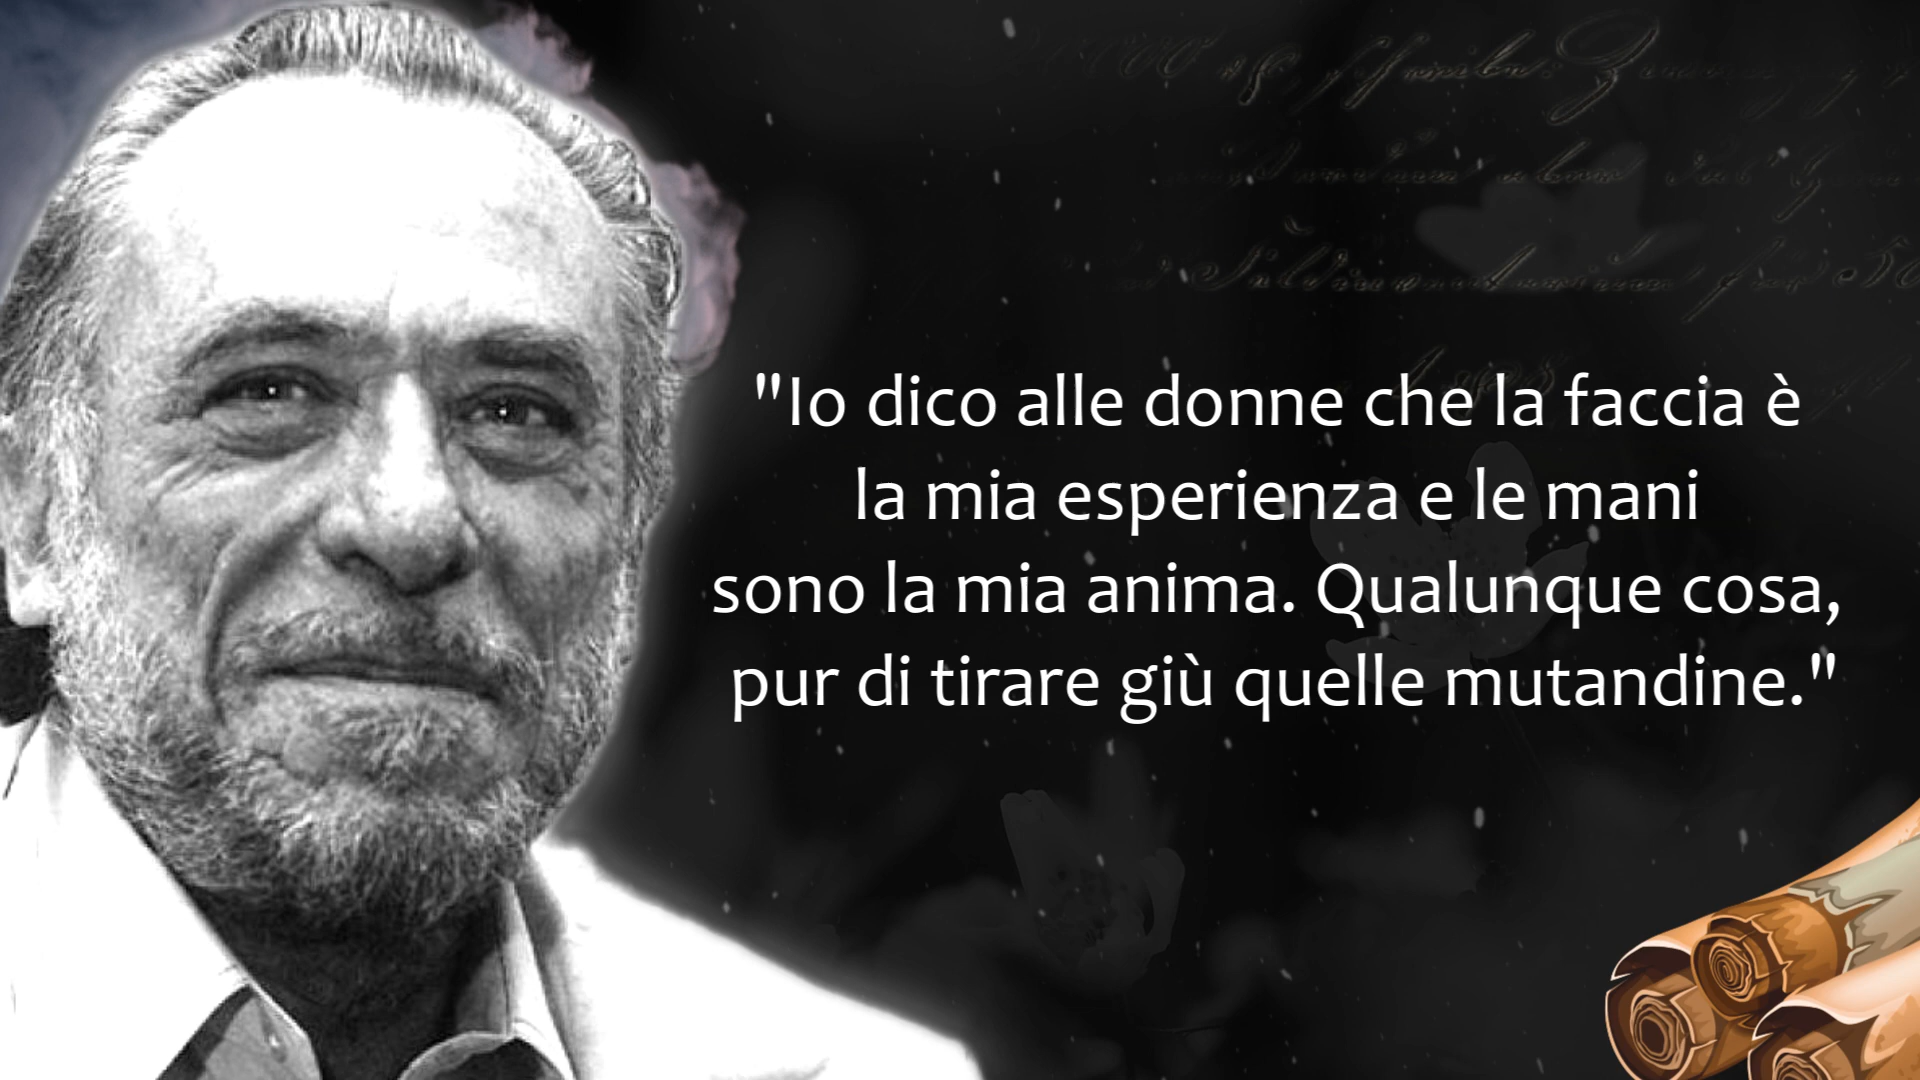 "Io dico alle donne che la faccia è
la mia esperienza e le mani
sono la mia anima. Qualunque cosa,
pur di tirare giù quelle mutandine."